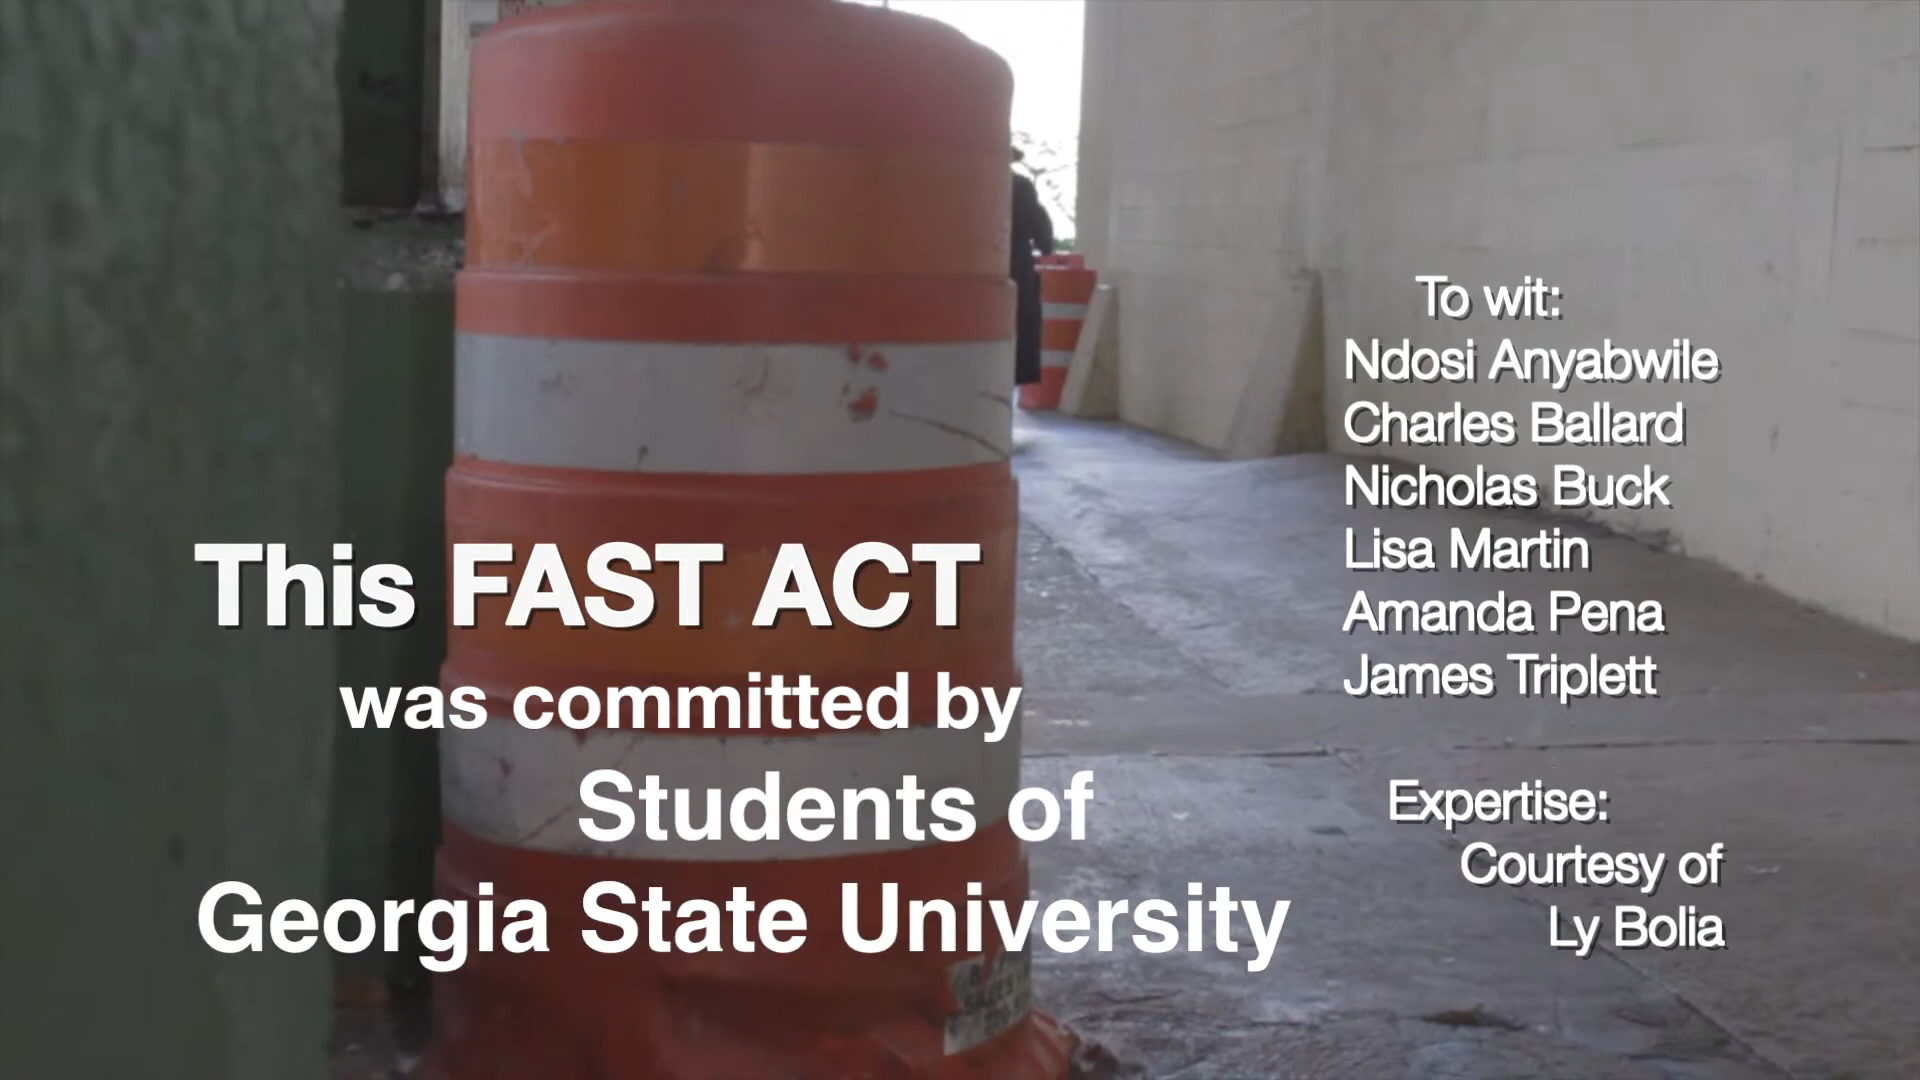 This FAST ACT
was committed by
Students of
Georgia State University
To wit:
Ndosi Anyabwile
Charles Ballard
Nicholas Buck
Lisa Martin
Amanda Pena
James Triplett
Expertise:
Courtesy of
Ly Bolia